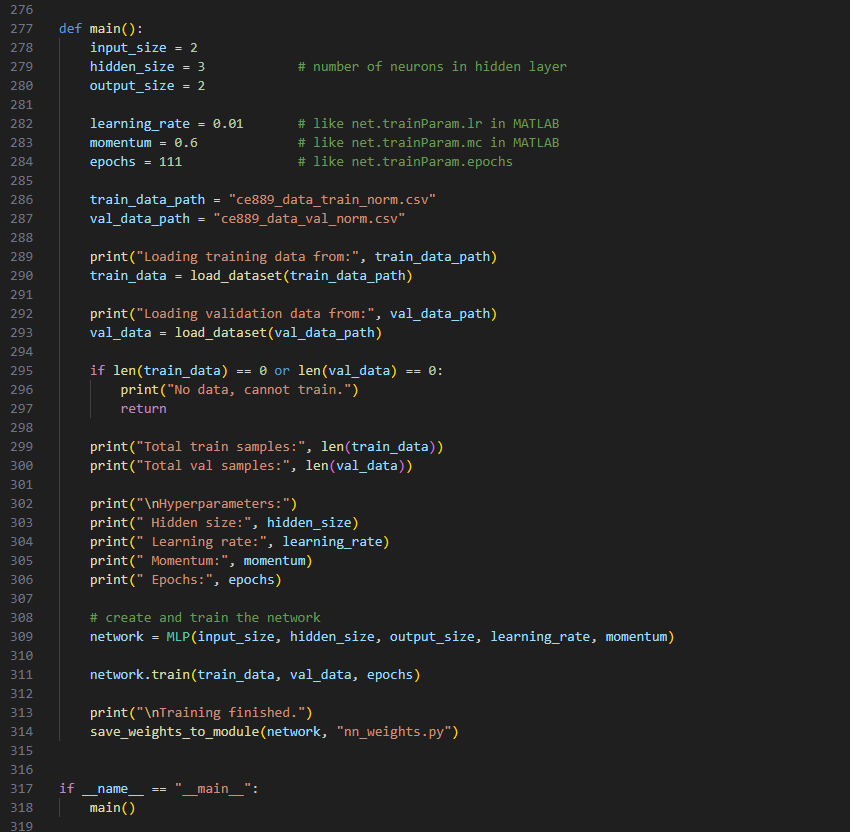 276
277 def main():
278     input_size = 2
279     hidden_size = 3            # number of neurons in hidden layer
280     output_size = 2
281
282     learning_rate = 0.01       # like net.trainParam.lr in MATLAB
283     momentum = 0.6             # like net.trainParam.mc in MATLAB
284     epochs = 111               # like net.trainParam.epochs
285
286     train_data_path = "ce889_data_train_norm.csv"
287     val_data_path = "ce889_data_val_norm.csv"
288
289     print("Loading training data from:", train_data_path)
290     train_data = load_dataset(train_data_path)
291
292     print("Loading validation data from:", val_data_path)
293     val_data = load_dataset(val_data_path)
294
295     if len(train_data) == 0 or len(val_data) == 0:
296         print("No data, cannot train.")
297         return
298
299     print("Total train samples:", len(train_data))
300     print("Total val samples:", len(val_data))
301
302     print("\nHyperparameters:")
303     print(" Hidden size:", hidden_size)
304     print(" Learning rate:", learning_rate)
305     print(" Momentum:", momentum)
306     print(" Epochs:", epochs)
307
308     # create and train the network
309     network = MLP(input_size, hidden_size, output_size, learning_rate, momentum)
310
311     network.train(train_data, val_data, epochs)
312
313     print("\nTraining finished.")
314     save_weights_to_module(network, "nn_weights.py")
315
316
317 if __name__ == "__main__":
318     main()
319